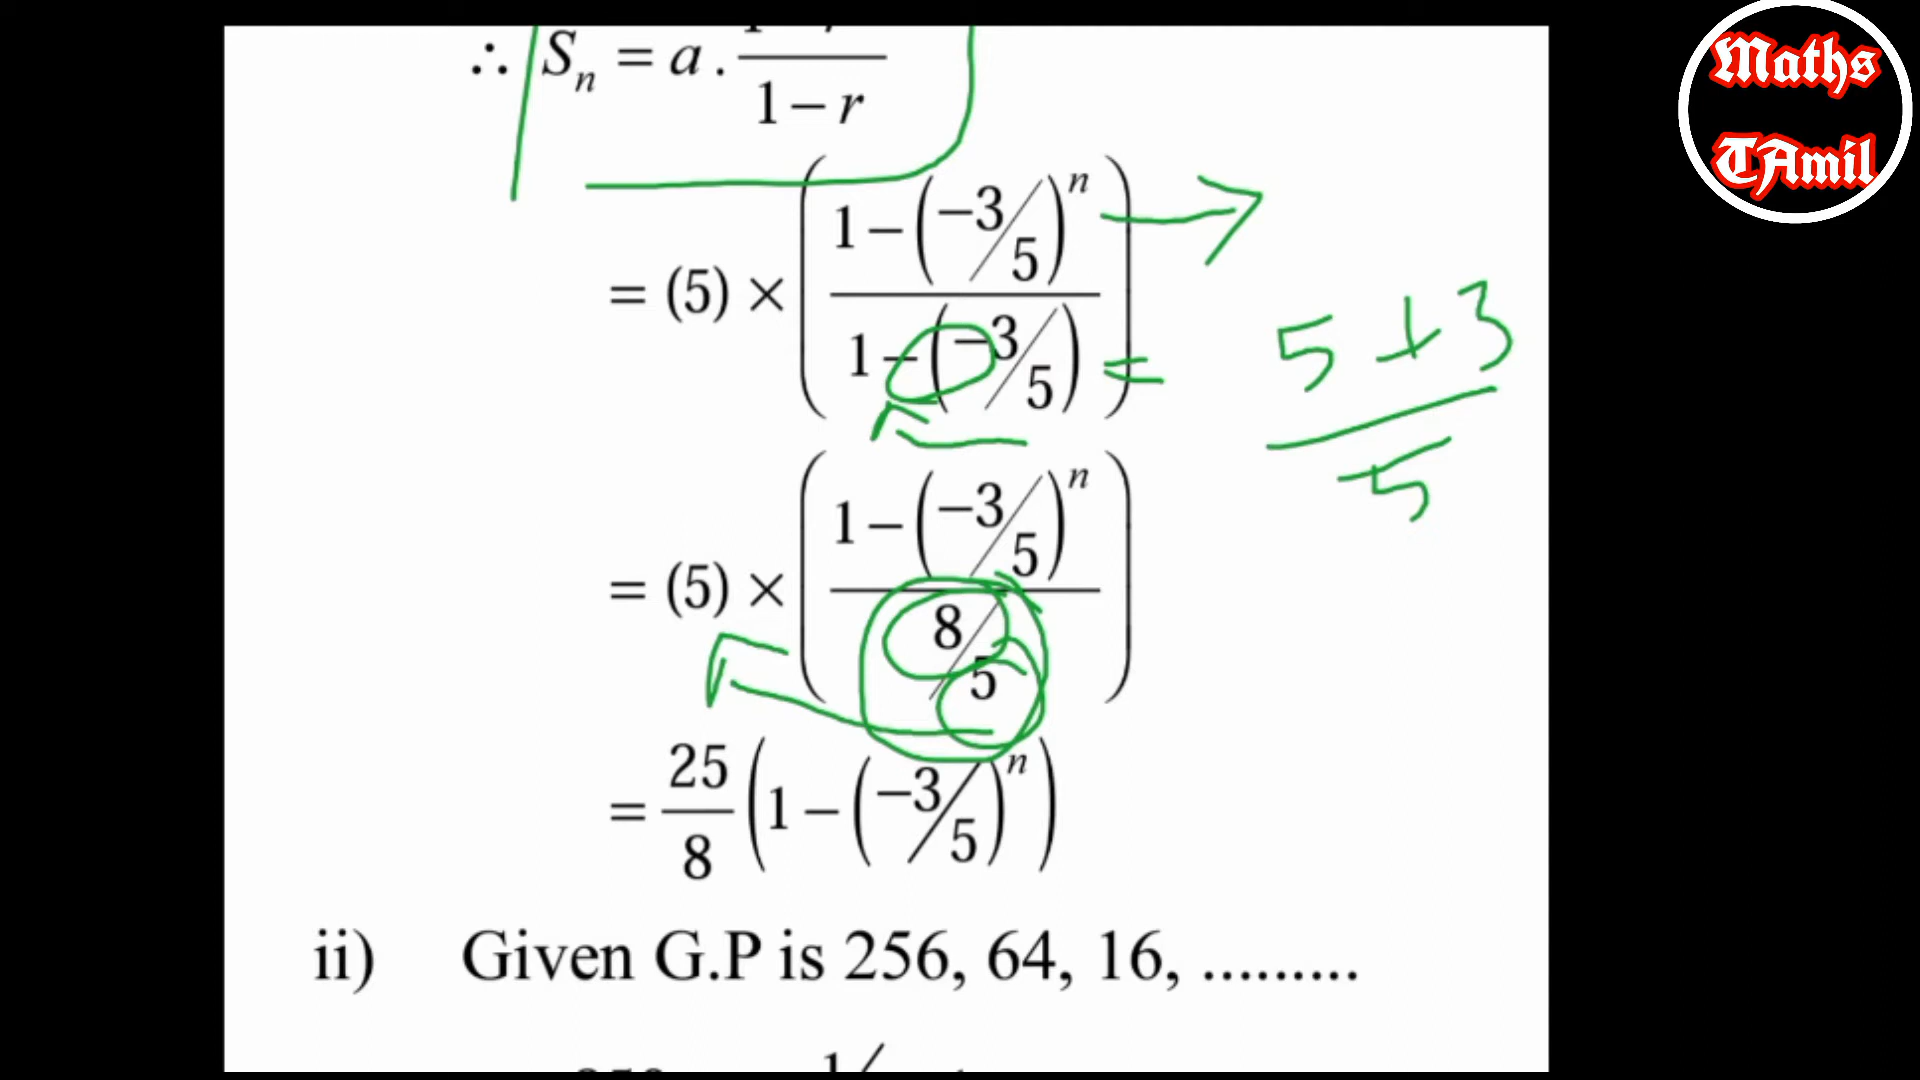 Maths
TAmil
∴ Sₙ = a . / 1 − r
= (5) × ( (1 − (−3/5)ⁿ) / (1 − (−3/5)) ) = (5 + 3) / 5
= (5) × ( (1 − (−3/5)ⁿ) / (8/5) )
= 25/8 (1 − (−3/5)ⁿ)
ii) Given G.P is 256, 64, 16, .........